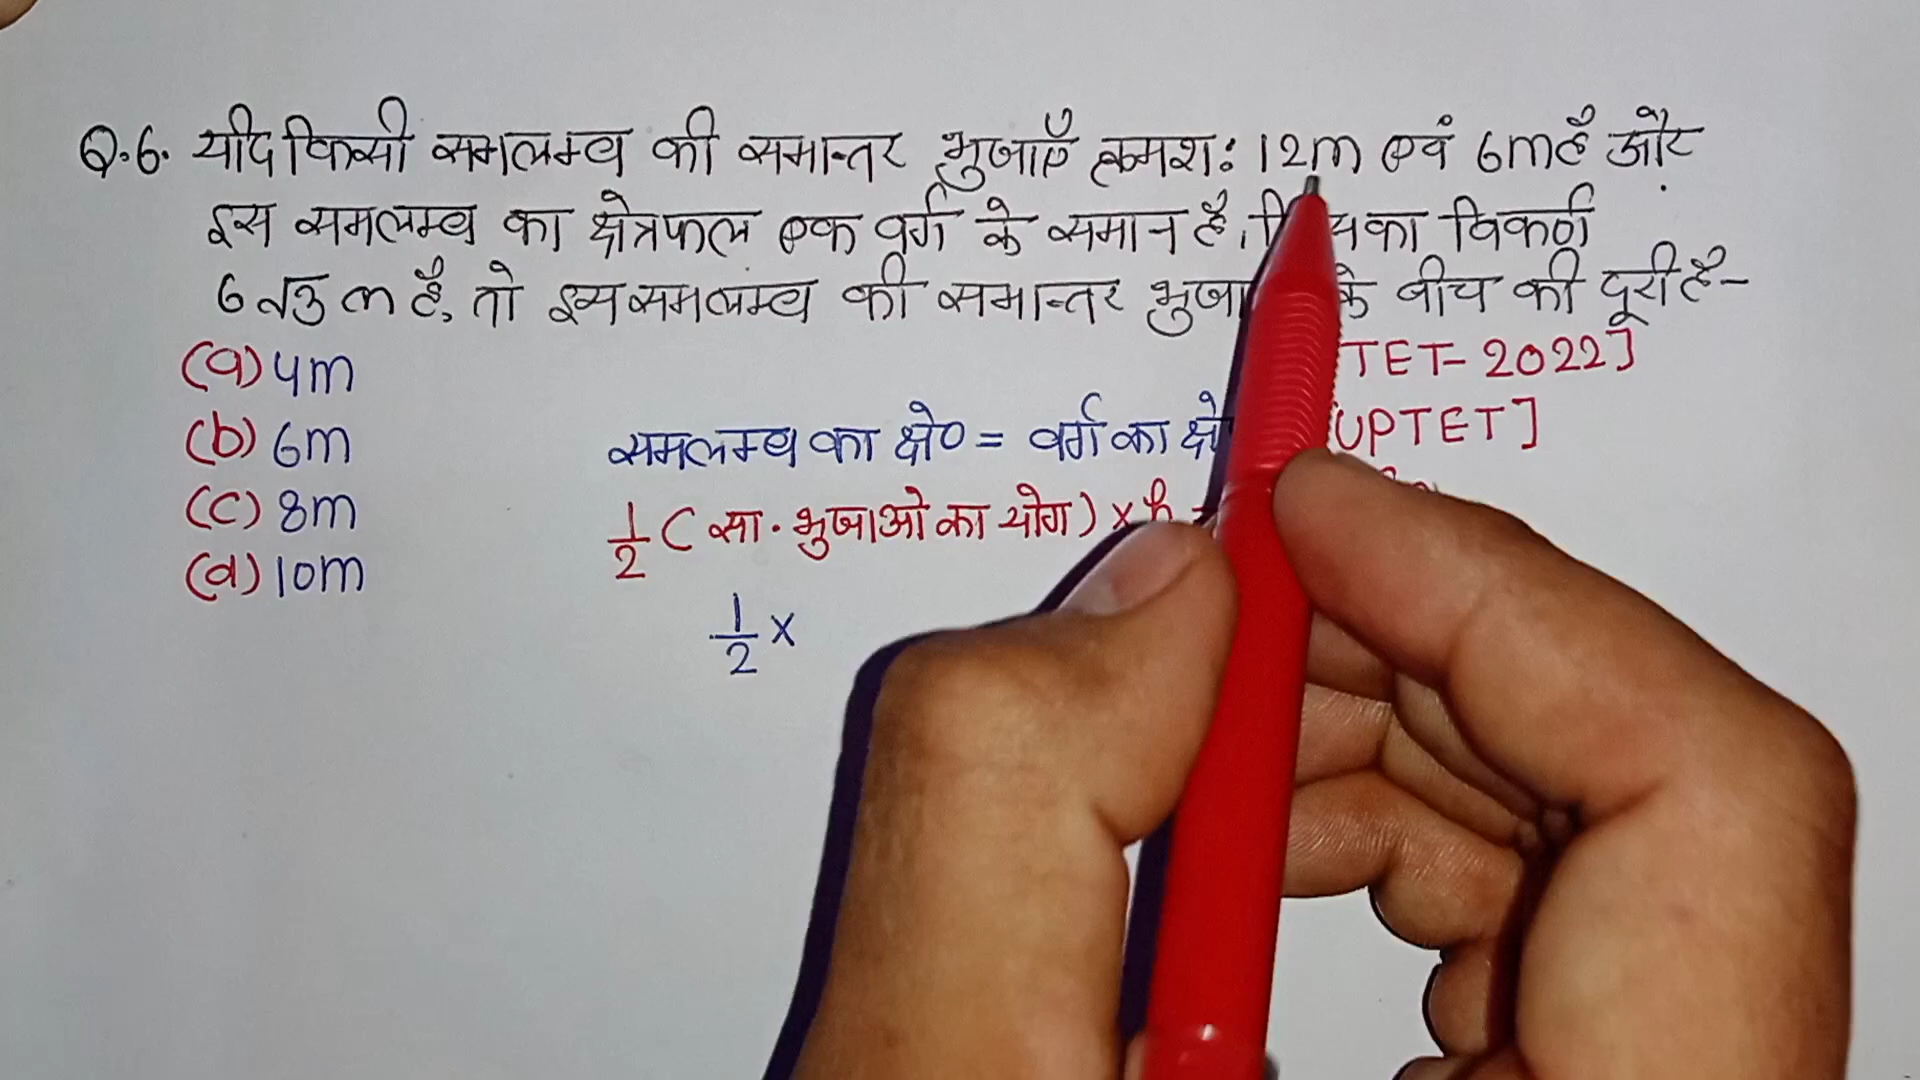 Q.6. यदि किसी समलम्ब की समान्तर भुजाएँ क्रमशः 12m एवं 6m है और
इस समलम्ब का क्षेत्रफल एक वर्ग के समान है, का विकर्ण
6√3 m है, तो इस समलम्ब की समान्तर के बीच की दूरी है-
(a) 4m
TET-2022]
(b) 6m
समलम्ब का क्षे० = वर्ग का
UPTET]
(c) 8m
1/2 (सा. भुजाओ का योग) × h
(d) 10m
1/2 ×